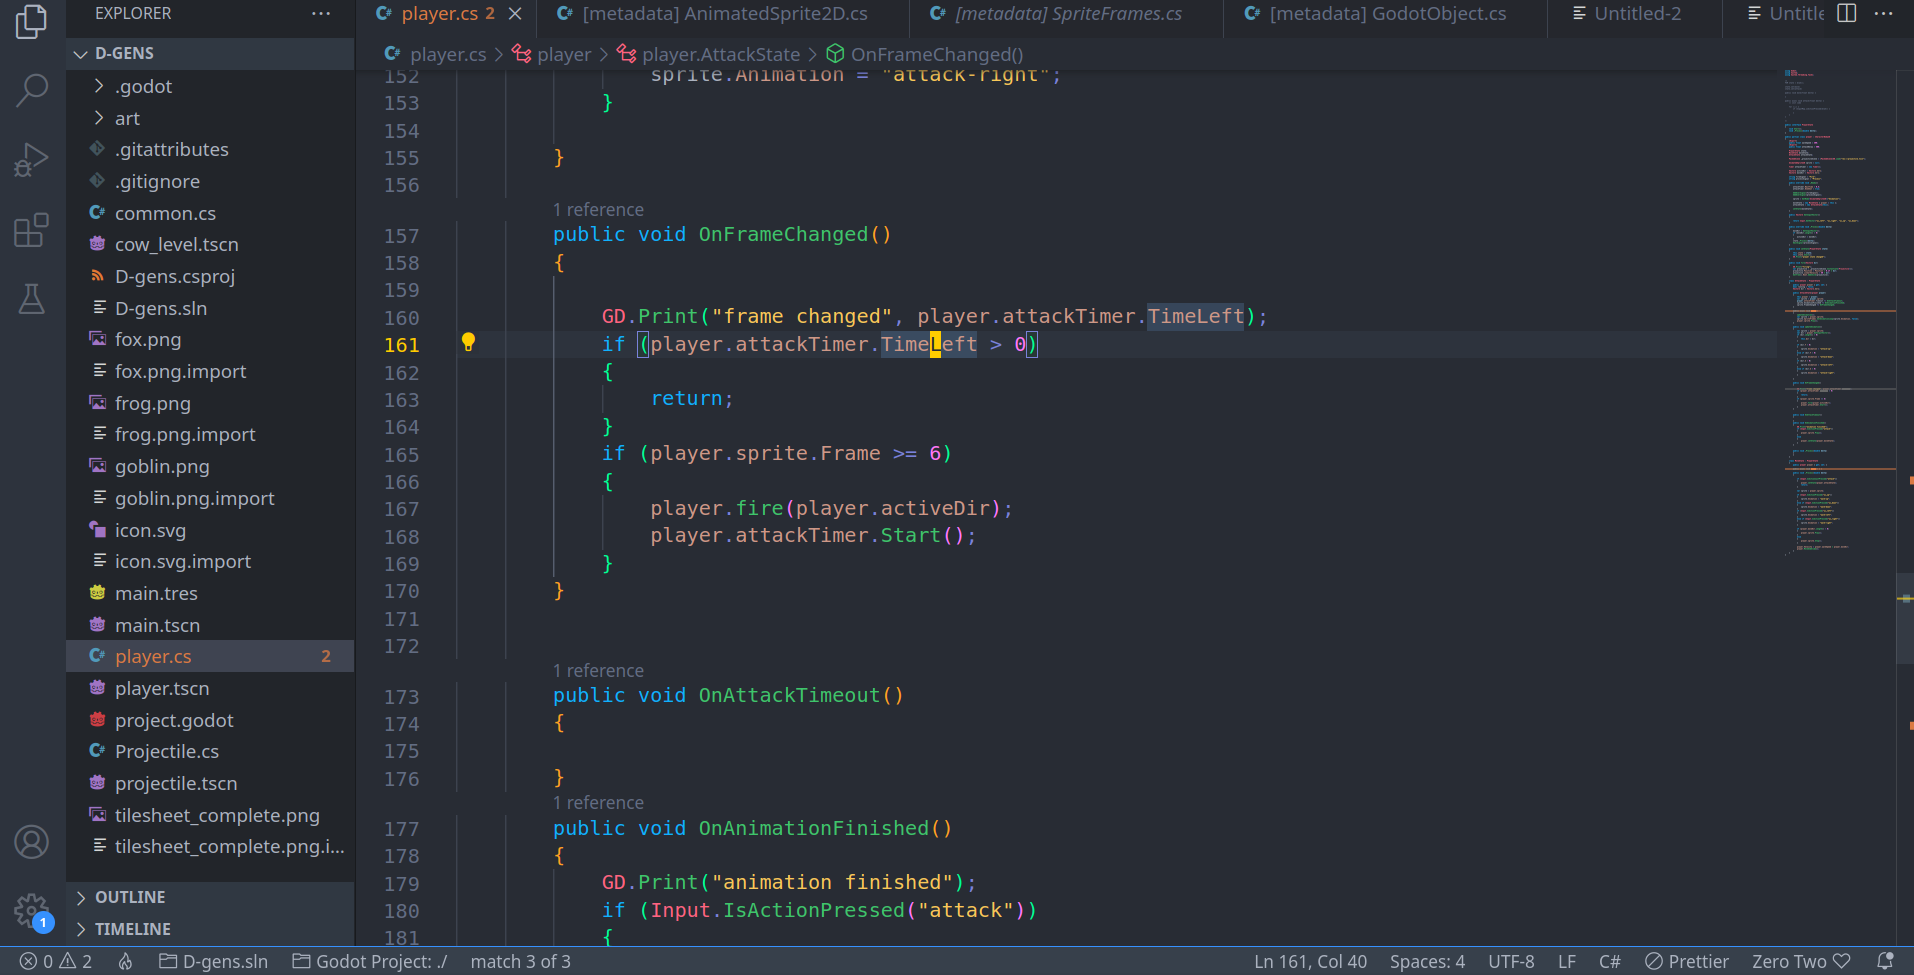 EXPLORER
D-GENS
.godot
art
.gitattributes
.gitignore
common.cs
cow_level.tscn
D-gens.csproj
D-gens.sln
fox.png
fox.png.import
frog.png
frog.png.import
goblin.png
goblin.png.import
icon.svg
icon.svg.import
main.tres
main.tscn
player.cs 2
player.tscn
project.godot
Projectile.cs
projectile.tscn
tilesheet_complete.png
tilesheet_complete.png.i...
OUTLINE
TIMELINE
1
player.cs 2
[metadata] AnimatedSprite2D.cs
[metadata] SpriteFrames.cs
[metadata] GodotObject.cs
Untitled-2
Untitle
player.cs > player > player.AttackState > OnFrameChanged()
152 sprite.Animation = "attack-right";
153 }
154
155 }
156
1 reference
157 public void OnFrameChanged()
158 {
159
160 GD.Print("frame changed", player.attackTimer.TimeLeft);
161 if (player.attackTimer.TimeLeft > 0)
162 {
163 return;
164 }
165 if (player.sprite.Frame >= 6)
166 {
167 player.fire(player.activeDir);
168 player.attackTimer.Start();
169 }
170 }
171
172
1 reference
173 public void OnAttackTimeout()
174 {
175
176 }
1 reference
177 public void OnAnimationFinished()
178 {
179 GD.Print("animation finished");
180 if (Input.IsActionPressed("attack"))
181 {
0 2 D-gens.sln Godot Project: ./ match 3 of 3 Ln 161, Col 40 Spaces: 4 UTF-8 LF C# Prettier Zero Two